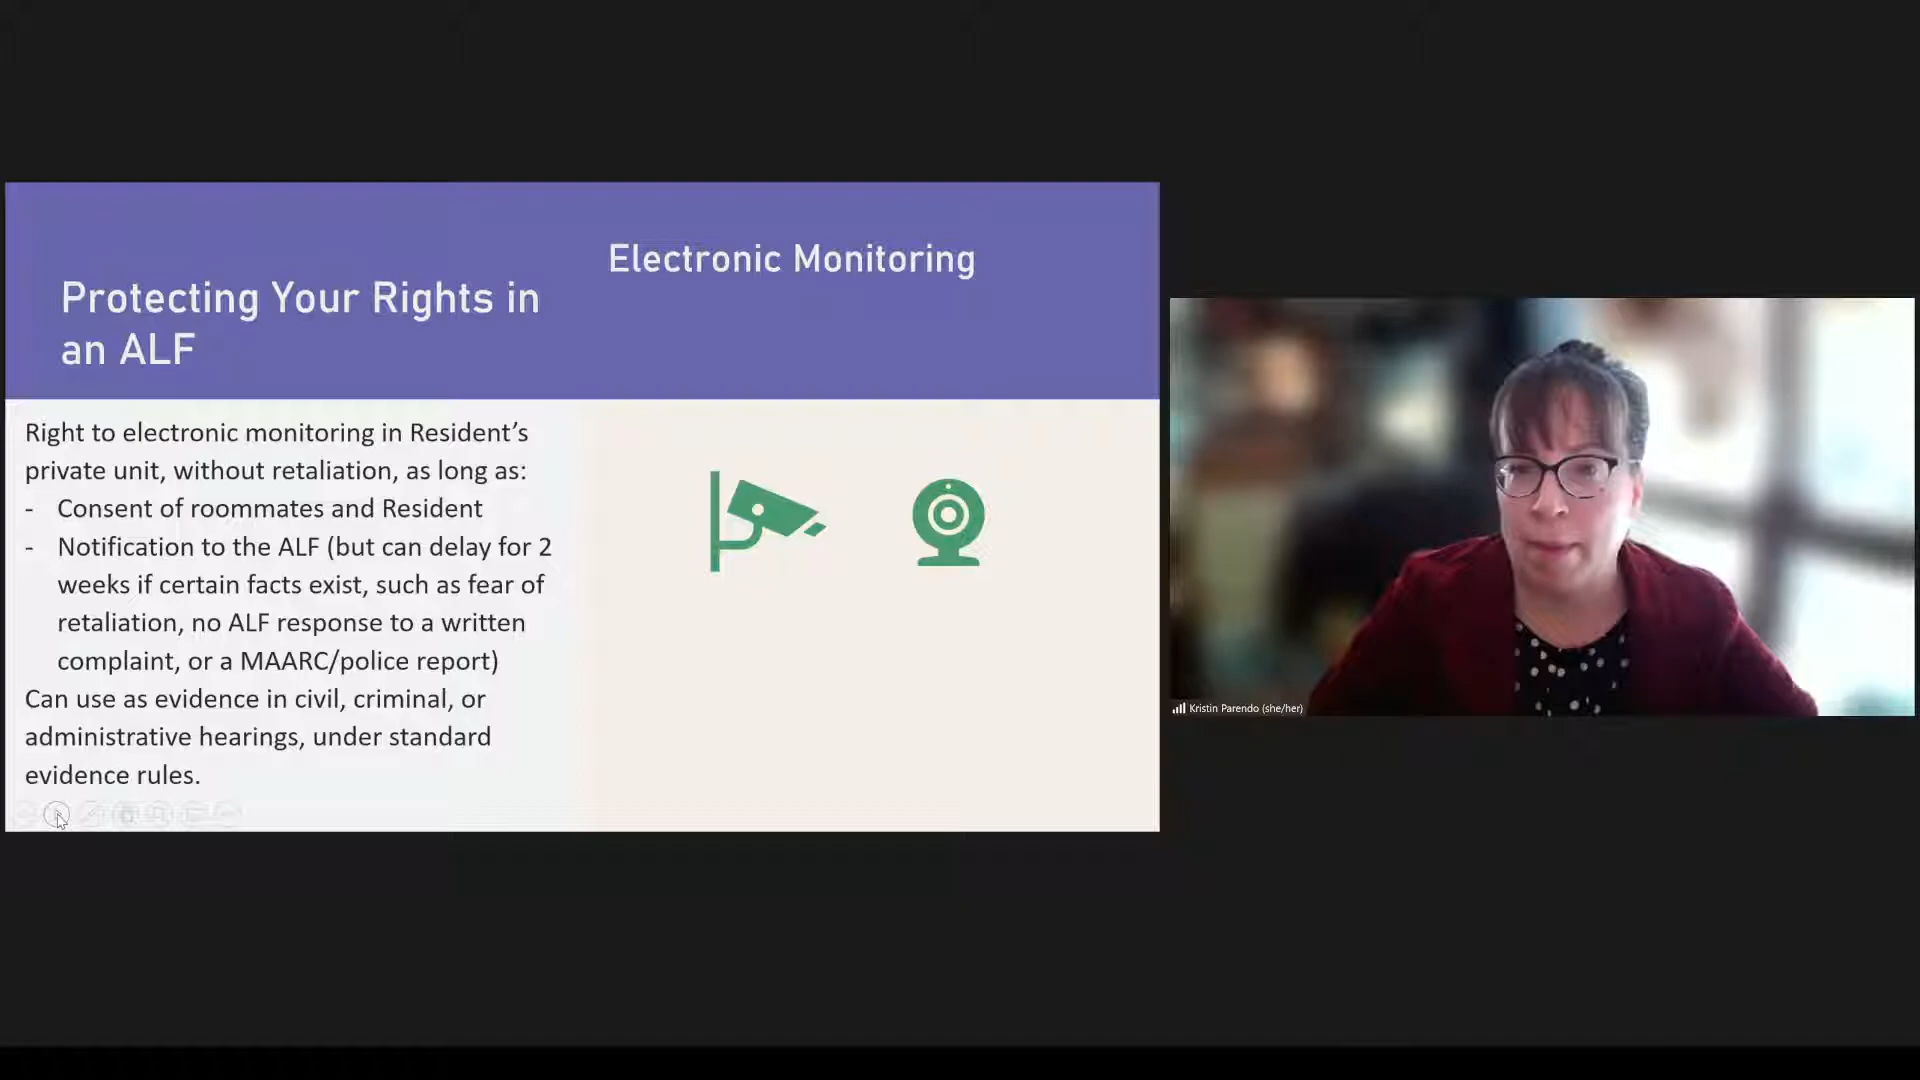 Protecting Your Rights in
an ALF
Electronic Monitoring
Right to electronic monitoring in Resident’s
private unit, without retaliation, as long as:
- Consent of roommates and Resident
- Notification to the ALF (but can delay for 2
weeks if certain facts exist, such as fear of
retaliation, no ALF response to a written
complaint, or a MAARC/police report)
Can use as evidence in civil, criminal, or
administrative hearings, under standard
evidence rules.
Kristin Parendo (she/her)